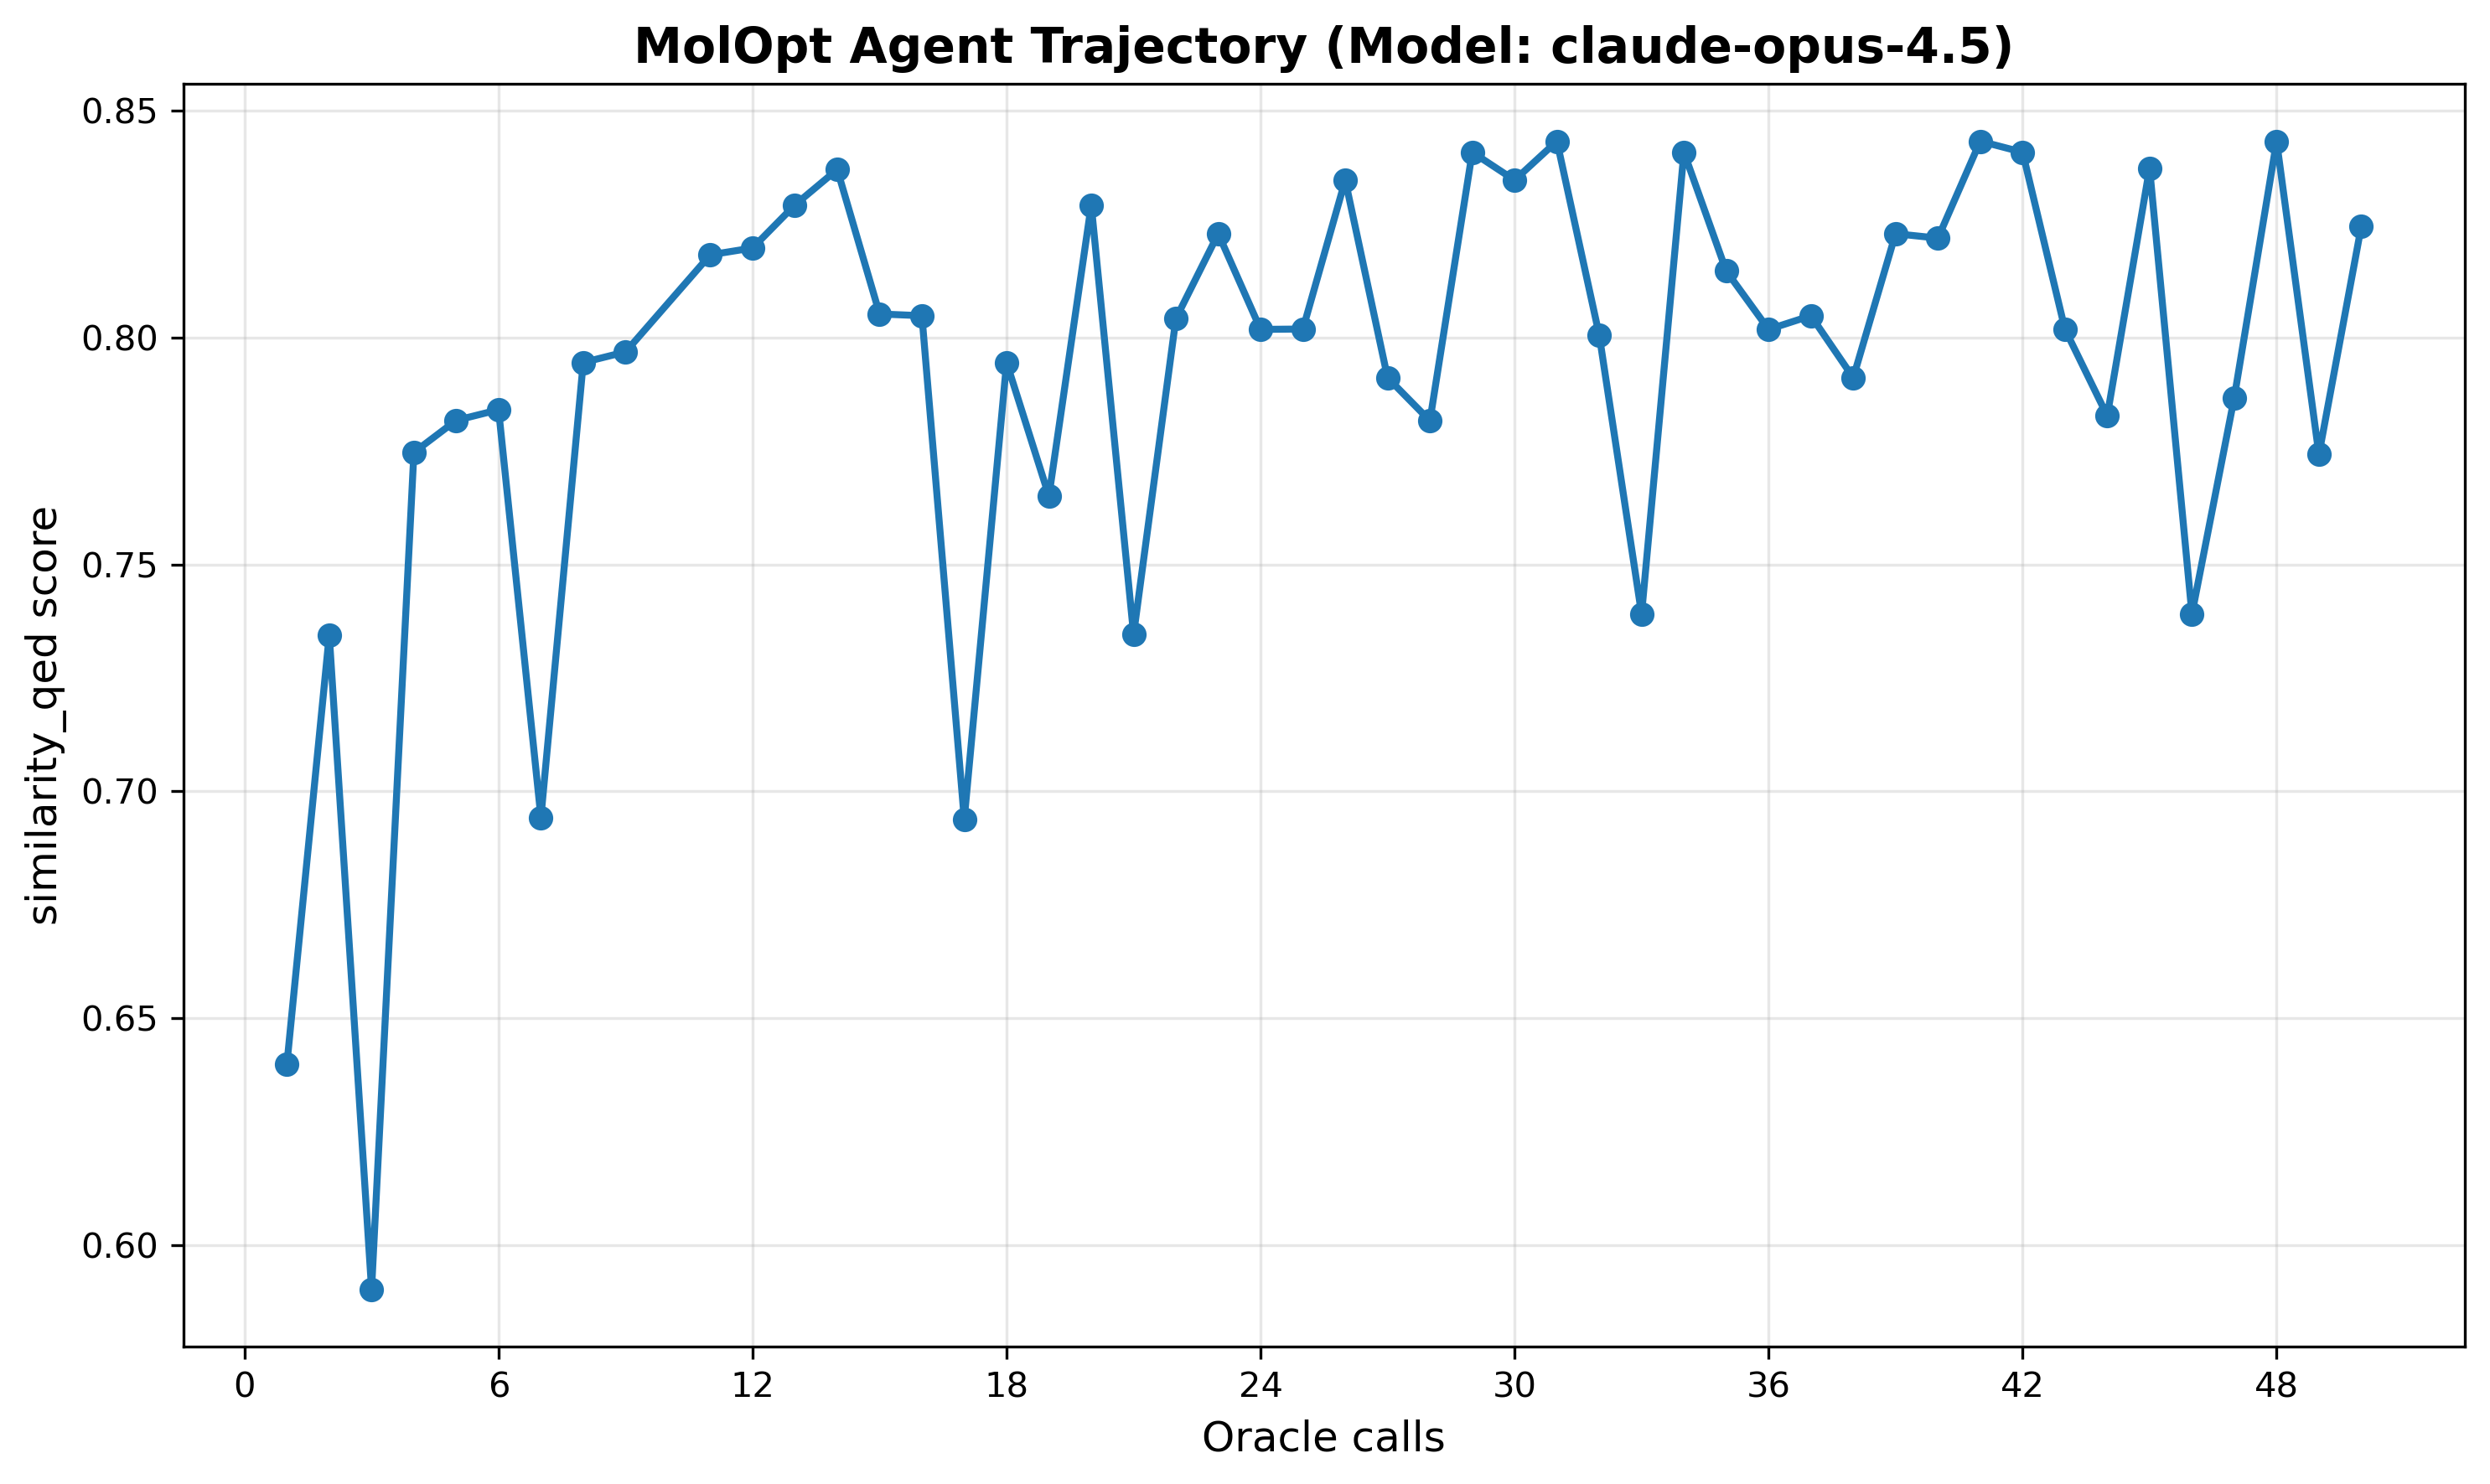 MolOpt Agent Trajectory (Model: claude-opus-4.5)
similarity_qed score
0.85
0.80
0.75
0.70
0.65
0.60
0 6 12 18 24 30 36 42 48
Oracle calls